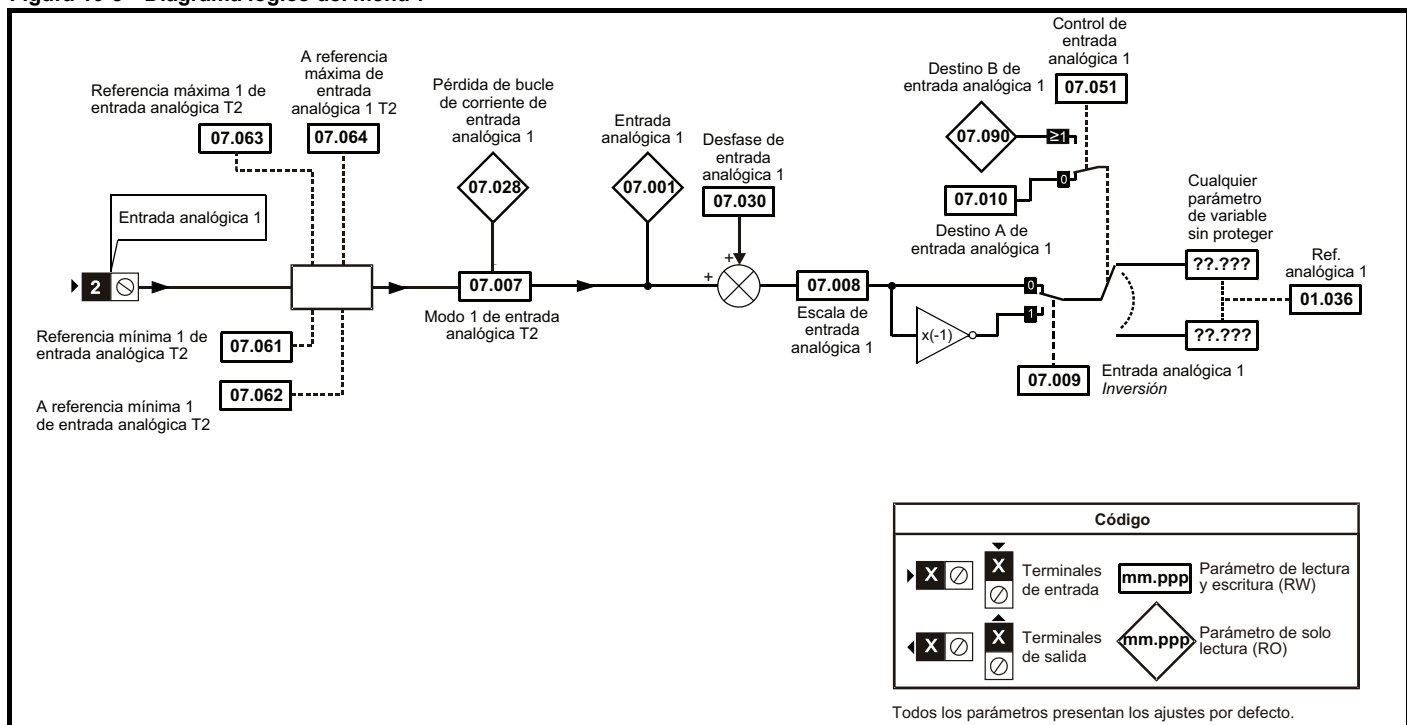 Figura
Diagrama lógico del menú 7
Referencia máxima 1 de
entrada analógica T2
07.063
A referencia
máxima de
entrada
analógica 1 T2
07.064
Pérdida de bucle
de corriente de
entrada
analógica 1
07.028
Entrada
analógica 1
07.001
Desfase de
entrada
analógica 1
07.030
Destino B de
entrada analógica 1
07.090
Control de
entrada
analógica 1
07.051
≥1
0
07.010
Destino A de
entrada analógica 1
Cualquier
parámetro
de variable
sin proteger
??.???
??.???
Ref.
analógica 1
01.036
Entrada analógica 1
2
07.007
Modo 1 de entrada
analógica T2
+
+
07.008
Escala de
entrada
analógica 1
x(-1)
0
1
07.009
Entrada analógica 1
Inversión
Referencia mínima 1 de
entrada analógica T2
07.061
A referencia mínima 1
de entrada analógica T2
07.062
Código
X
X
Terminales
de entrada
mm.ppp
Parámetro de lectura
y escritura (RW)
X
X
Terminales
de salida
mm.ppp
Parámetro de solo
lectura (RO)
Todos los parámetros presentan los ajustes por defecto.